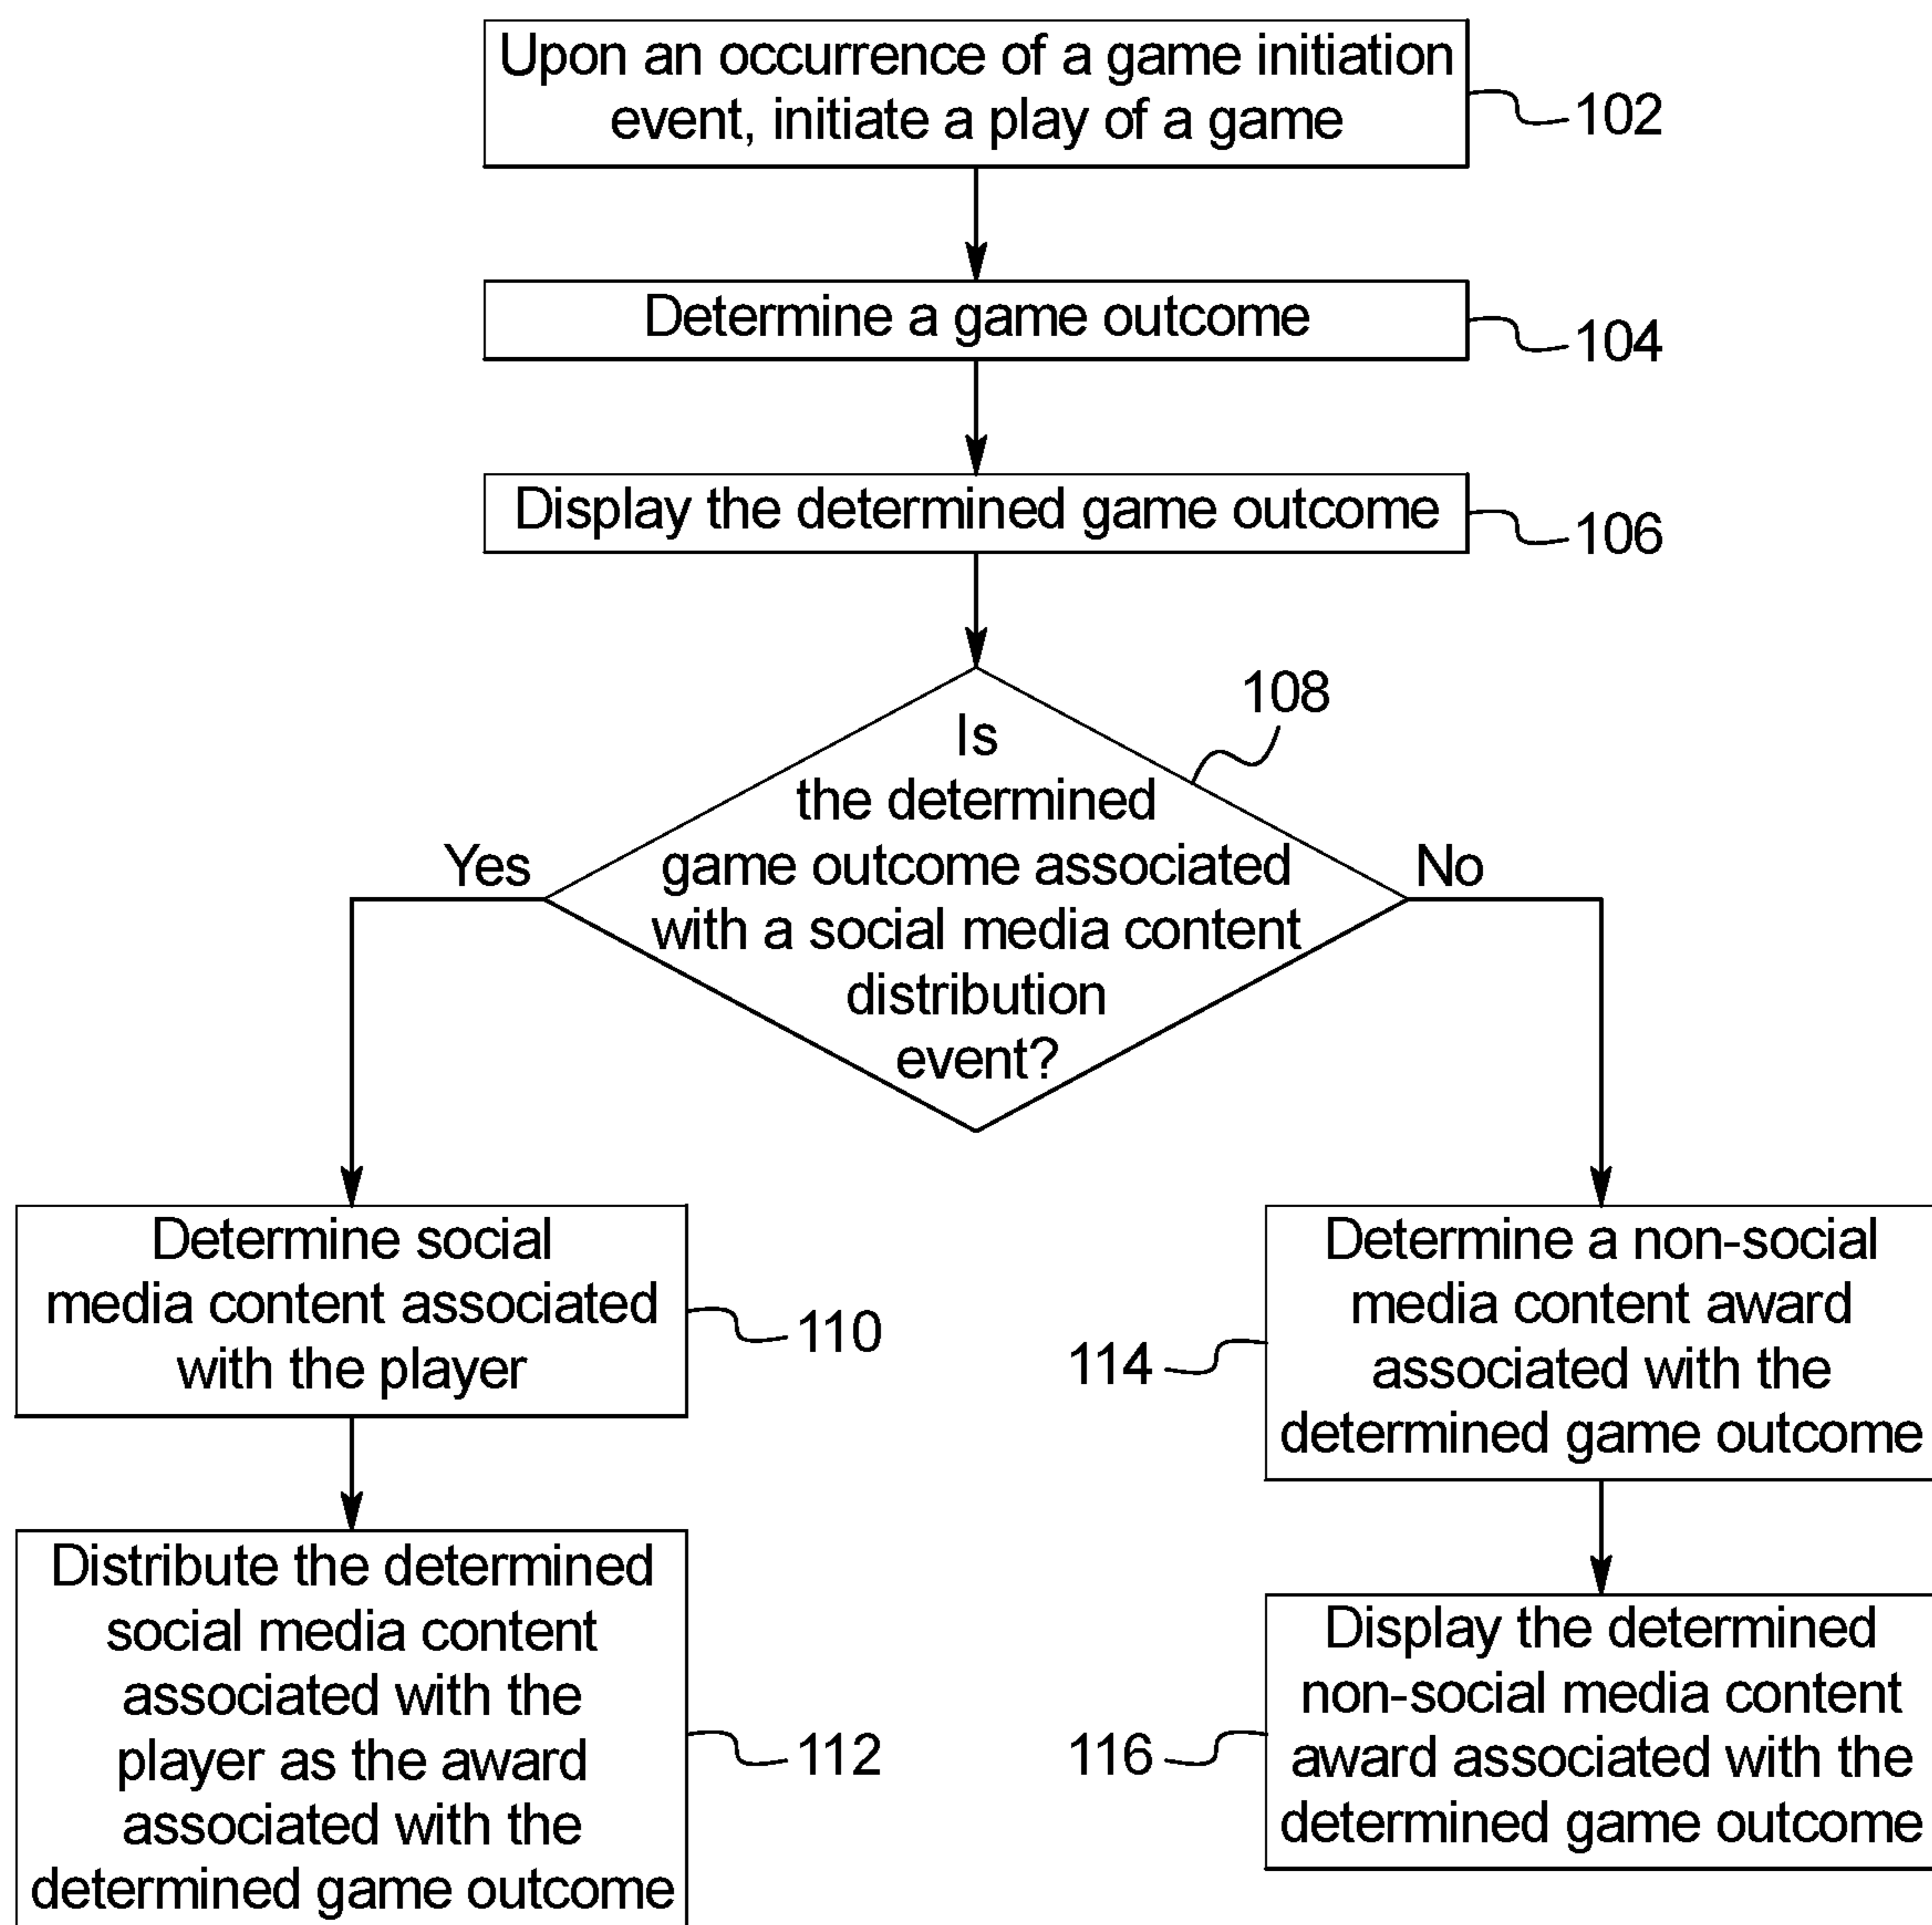 Upon an occurrence of a game initiation
event, initiate a play of a game
102
Determine a game outcome
104
Display the determined game outcome
106
108
Is
the determined
game outcome associated
with a social media content
distribution
event?
Yes
No
Determine social
media content associated
with the player
110
Distribute the determined
social media content
associated with the
player as the award
associated with the
determined game outcome
112
Determine a non-social
media content award
associated with the
determined game outcome
114
Display the determined
non-social media content
award associated with the
determined game outcome
116